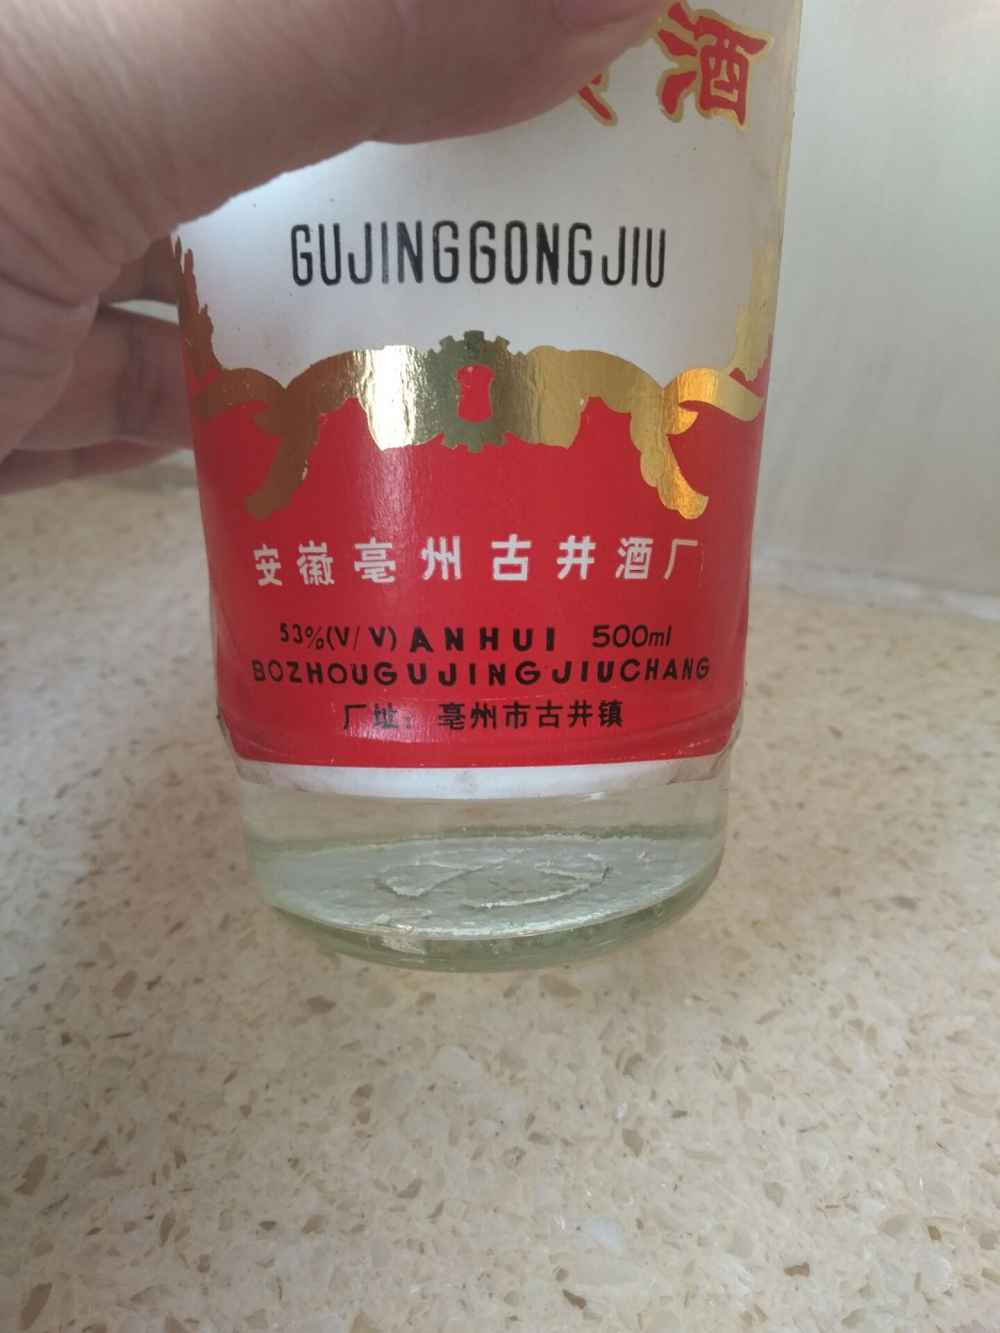 酒
GUJINGGONGJIU
安徽亳州古井酒厂
53%(V/V) ANHUI 500ml
BOZHOUGUJINGJIUCHANG
厂址：亳州市古井镇